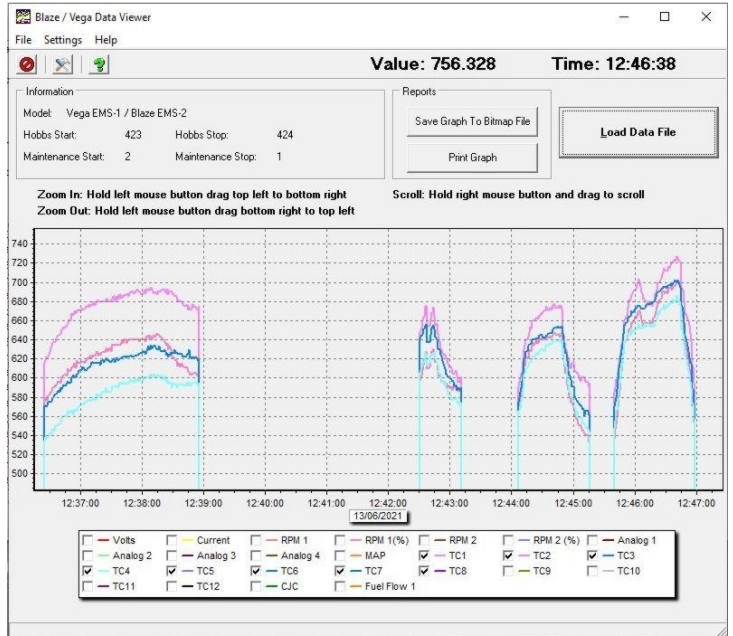 Blaze / Vega Data Viewer
File Settings Help
Value: 756.328 Time: 12:46:38
Information
Model: Vega EMS-1 / Blaze EMS-2
Hobbs Start: 423 Hobbs Stop: 424
Maintenance Start: 2 Maintenance Stop: 1
Reports
Save Graph To Bitmap File
Print Graph
Load Data File
Zoom In: Hold left mouse button drag top left to bottom right
Zoom Out: Hold left mouse button drag bottom right to top left
Scroll: Hold right mouse button and drag to scroll
740
720
700
680
660
640
620
600
580
560
540
520
500
12:37:00 12:38:00 12:39:00 12:40:00 12:41:00 12:42:00 12:43:00 12:44:00 12:45:00 12:46:00 12:47:00
13/06/2021
Volts Current RPM 1 RPM 1(%) RPM 2 RPM 2 (%) Analog 1
Analog 2 Analog 3 Analog 4 MAP TC1 TC2 TC3
TC4 TC5 TC6 TC7 TC8 TC9 TC10
TC11 TC12 CJC Fuel Flow 1